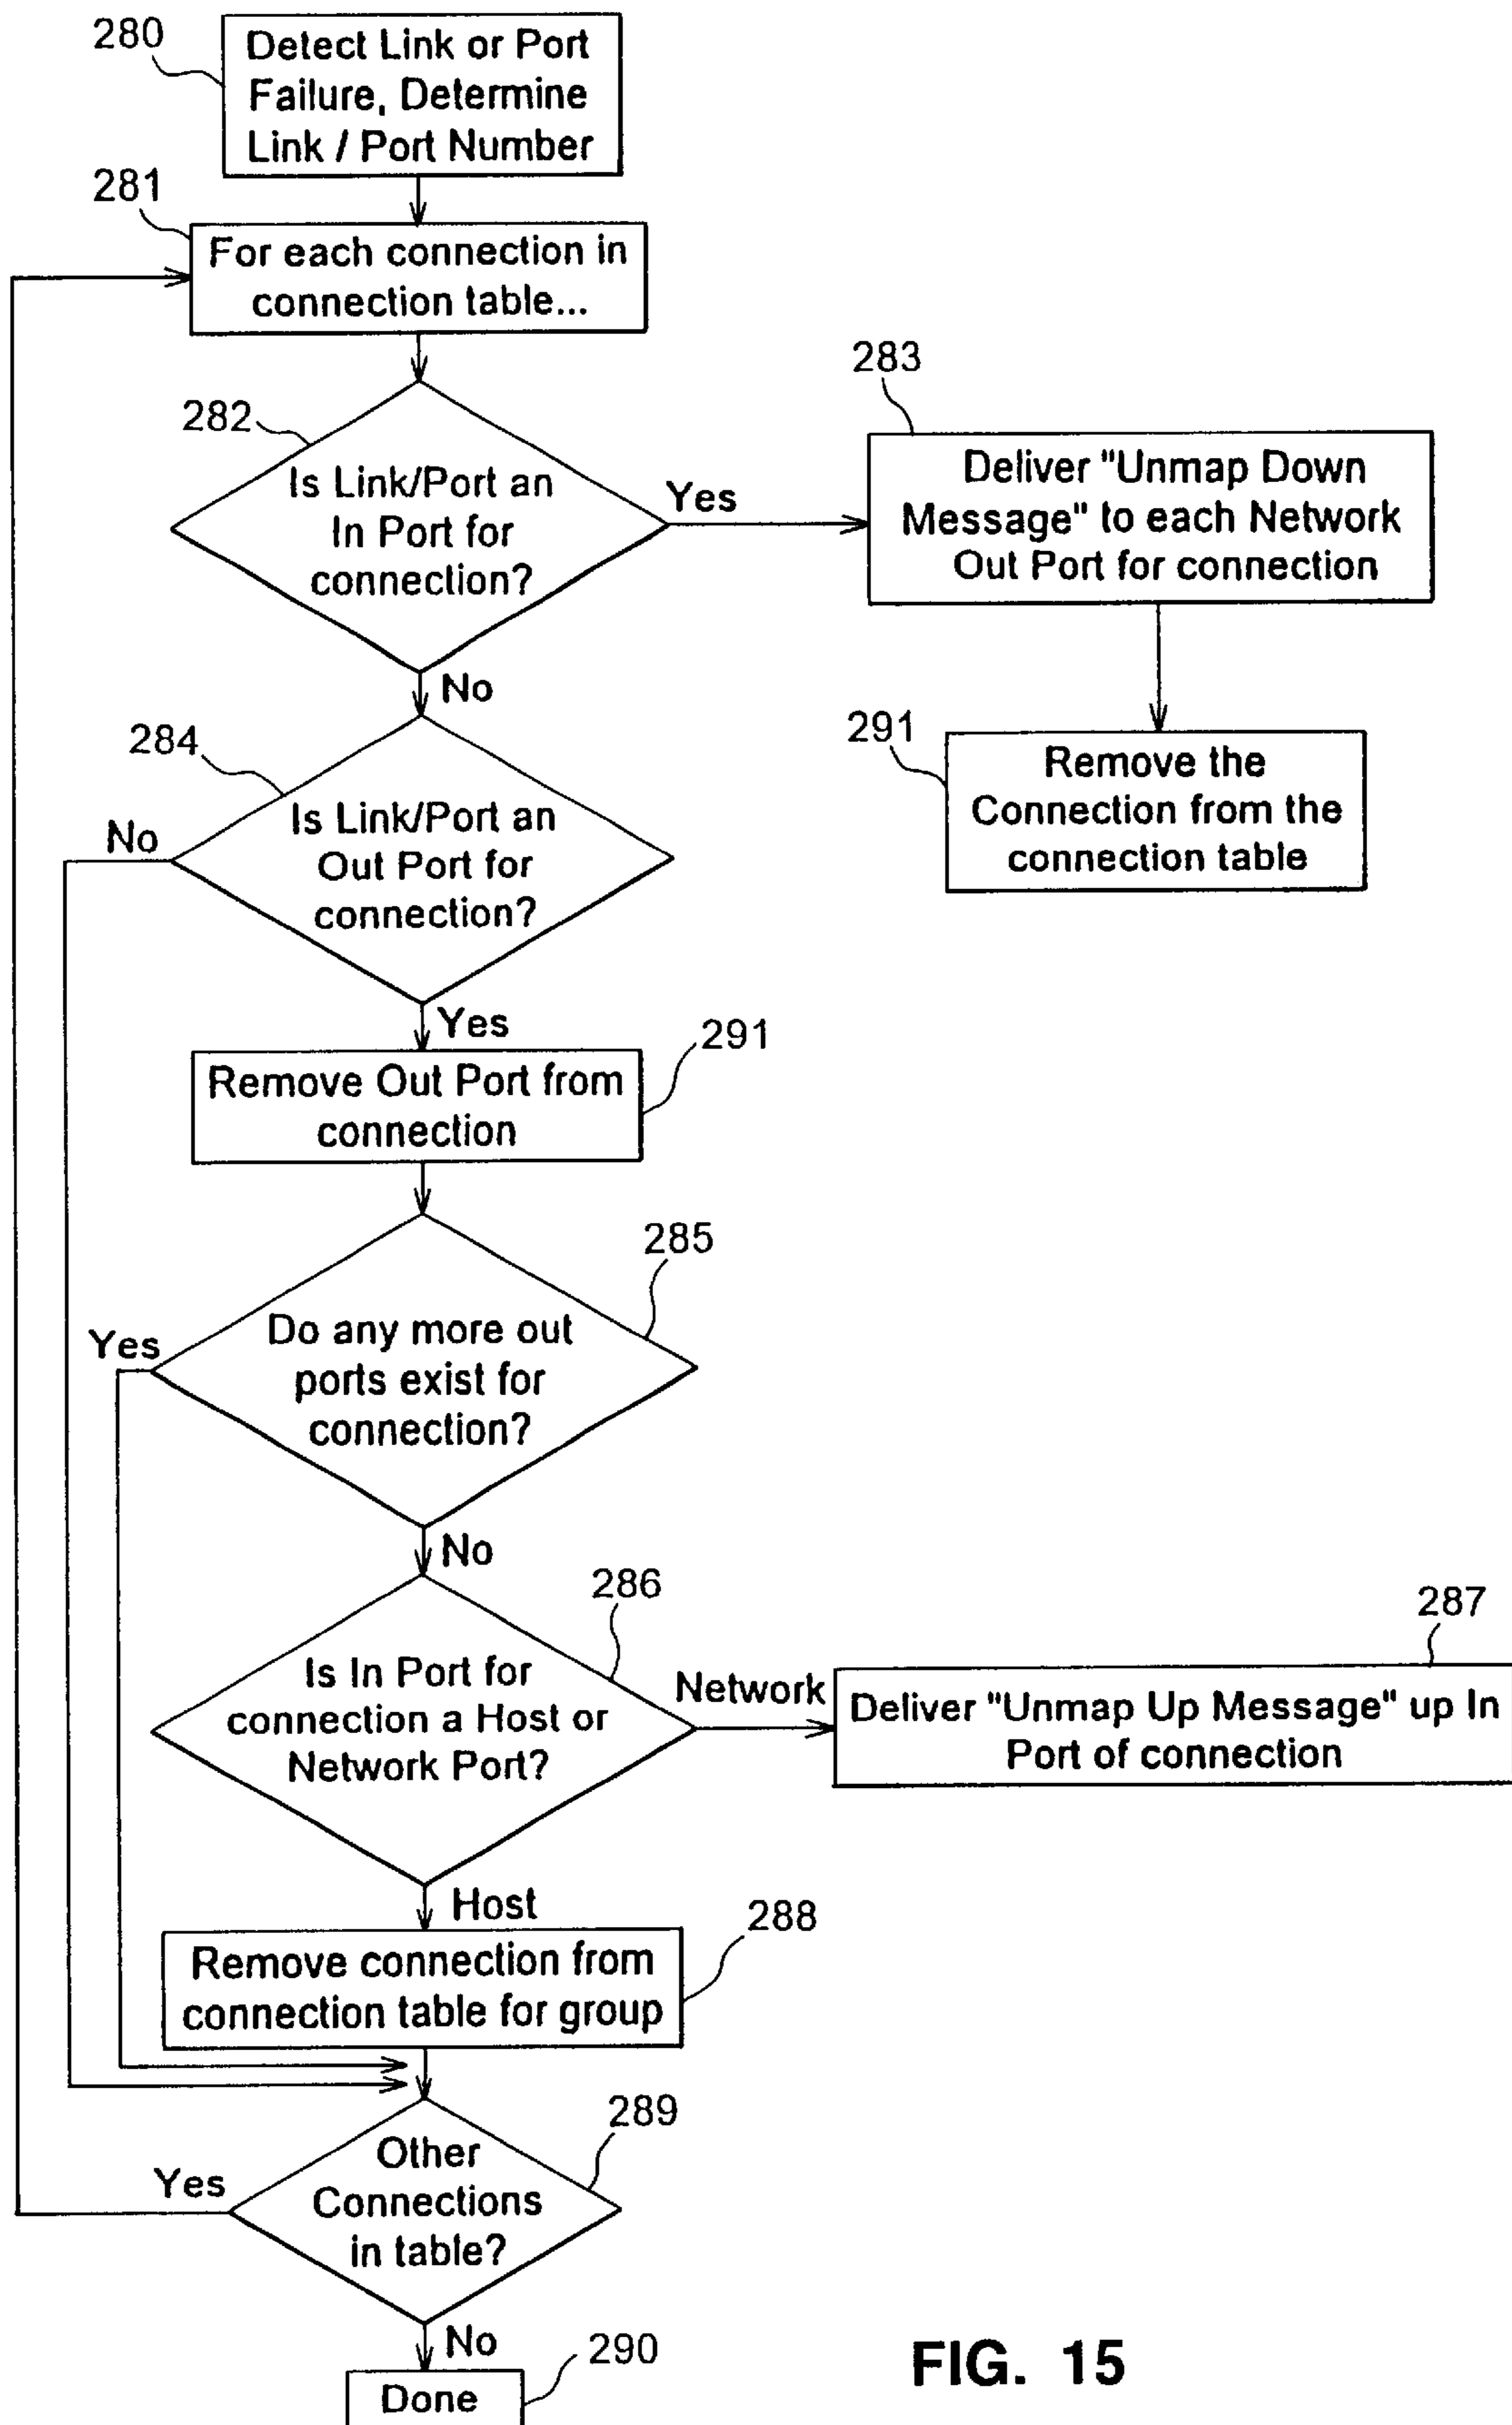 280
Detect Link or Port
Failure, Determine
Link / Port Number
281
For each connection in
connection table...
282
Is Link/Port an
In Port for
connection?
Yes
283
Deliver "Unmap Down
Message" to each Network
Out Port for connection
No
291
Remove the
Connection from the
connection table
284
Is Link/Port an
Out Port for
connection?
No
Yes
291
Remove Out Port from
connection
285
Do any more out
ports exist for
connection?
Yes
No
286
Is In Port for
connection a Host or
Network Port?
Network
287
Deliver "Unmap Up Message" up In
Port of connection
Host
288
Remove connection from
connection table for group
289
Other
Connections
in table?
Yes
No
290
Done
FIG. 15